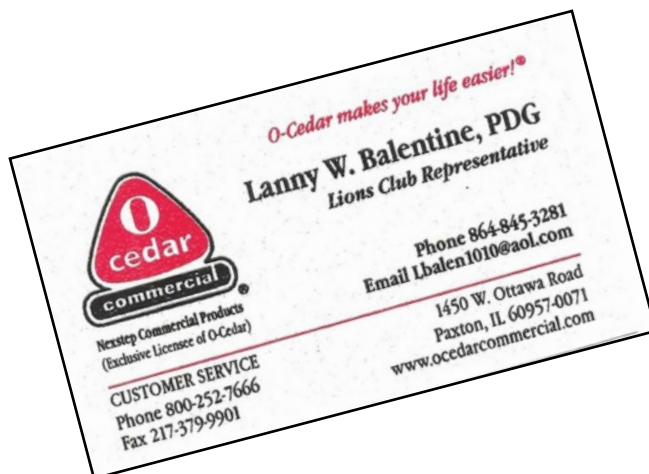 O-Cedar makes your life easier!®
Lanny W. Balentine, PDG
Lions Club Representative
Phone 864-845-3281
Email Lbalen1010@aol.com
O
cedar
commercial®
Nexstep Commercial Products
(Exclusive Licensee of O-Cedar)
CUSTOMER SERVICE
Phone 800-252-7666
Fax 217-379-9901
1450 W. Ottawa Road
Paxton, IL 60957-0071
www.ocedarcommercial.com